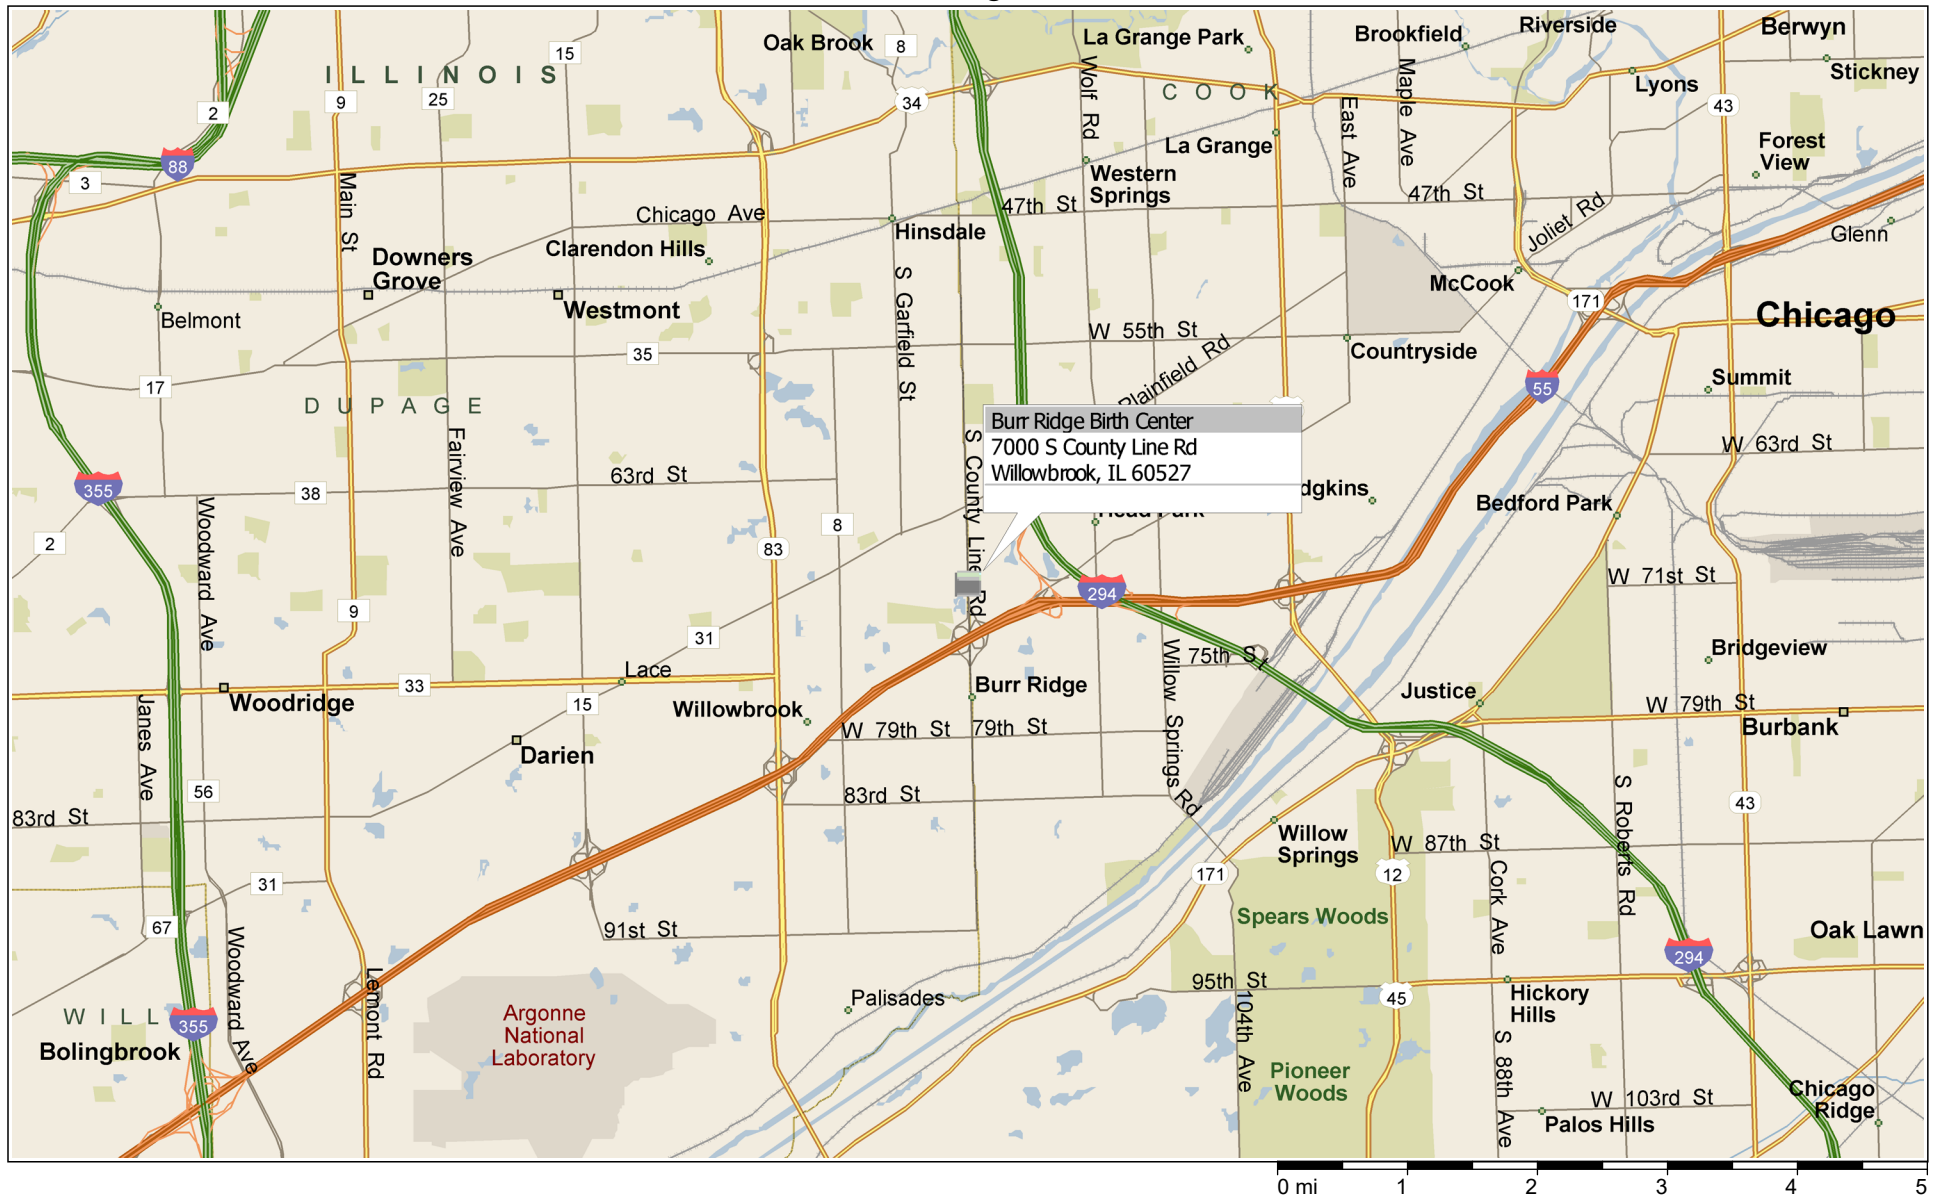 Oak Brook
8
La Grange Park
Brookfield
Riverside
Berwyn
Stickney
Lyons
15
ILLINOIS
25
9
2
34
Wolf Rd
COOK
Maple Ave
East Ave
43
Forest
View
La Grange
88
3
Western
Springs
47th St
47th St
Main St
Chicago Ave
Hinsdale
Joliet Rd
Glenn
Clarendon Hills
Downers
Grove
McCook
171
Westmont
Belmont
S Garfield St
Chicago
W 55th St
35
Plainfield Rd
Countryside
55
Summit
17
DUPAGE
Burr Ridge Birth Center
7000 S County Line Rd
Willowbrook, IL 60527
Fairview Ave
S County Line Rd
W 63rd St
63rd St
38
355
dgkins
Bedford Park
Woodward Ave
2
8
83
W 71st St
294
9
31
75th St
Willow Springs Rd
Bridgeview
Lace
33
Woodridge
Janes Ave
15
Burr Ridge
Willowbrook
Justice
W 79th St
Burbank
W 79th St
79th St
Darien
56
83rd St
83rd St
S Roberts Rd
43
Willow
Springs
W 87th St
171
12
Cork Ave
31
67
91st St
Spears Woods
Oak Lawn
Woodward Ave
Lemont Rd
294
95th St
45
Hickory
Hills
Palisades
104th Ave
WILL
355
Bolingbrook
Argonne
National
Laboratory
S 88th Ave
Pioneer
Woods
Chicago
Ridge
W 103rd St
Palos Hills
0 mi
1
2
3
4
5